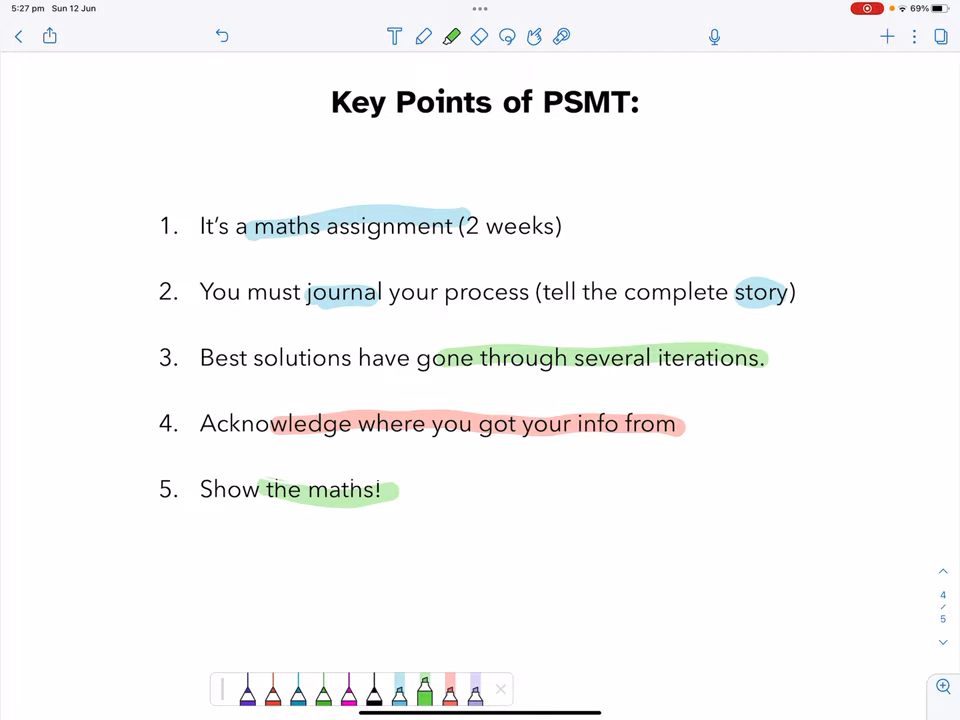 5:27 pm Sun 12 Jun
69%
Key Points of PSMT:
1. It's a maths assignment (2 weeks)
2. You must journal your process (tell the complete story)
3. Best solutions have gone through several iterations.
4. Acknowledge where you got your info from
5. Show the maths!
4
/
5